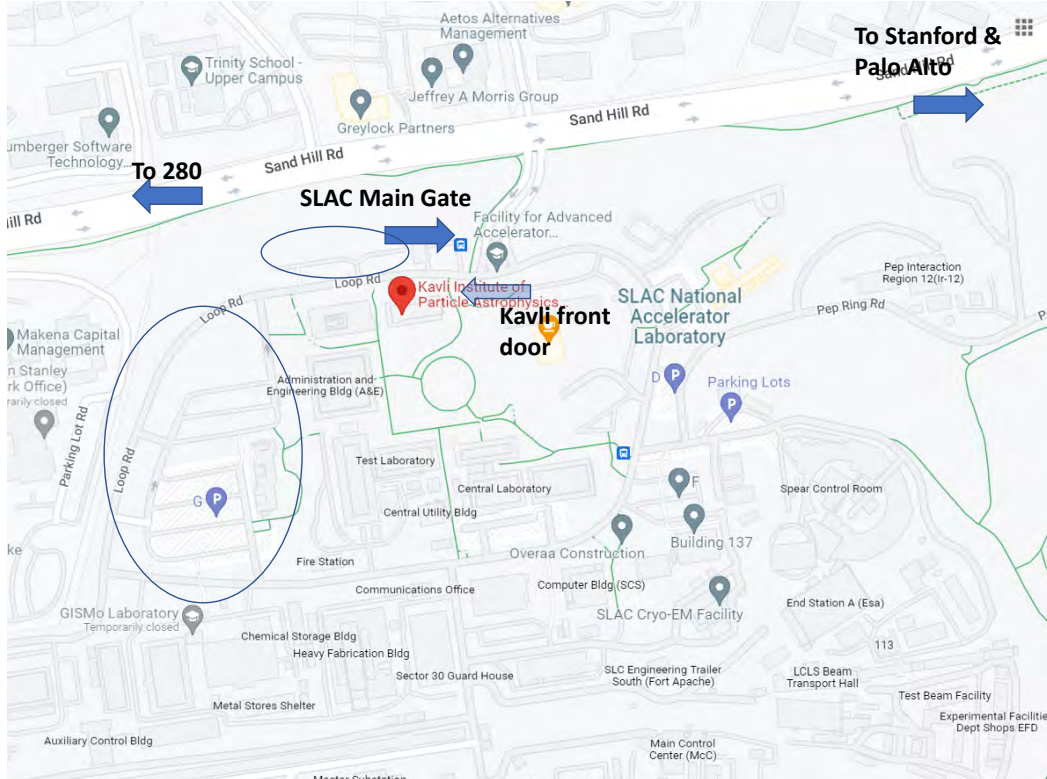 Aetos Alternatives
Management
To Stanford &
Palo Alto
Sand Hill Rd
Trinity School -
Upper Campus
Jeffrey A Morris Group
Greylock Partners
Sand Hill Rd
umberger Software
Technology...
Sand Hill Rd
To 280
SLAC Main Gate
ill Rd
Facility for Advanced
Accelerator...
Loop Rd
Kavli Institute of
Particle Astrophysics...
Pep Interaction
Region 12(Ir-12)
SLAC National
Accelerator
Laboratory
Loop Rd
Pep Ring Rd
P
Kavli front
door
Makena Capital
Management
n Stanley
rk Office)
rarily closed
Administration and
Engineering Bldg (A&E)
D
P
Parking Lots
P
Parking Lot Rd
Loop Rd
Test Laboratory
Central Laboratory
Spear Control Room
F
G
P
Central Utility Bldg
Building 137
ke
Overaa Construction
Fire Station
Communications Office
Computer Bldg (SCS)
End Station A (Esa)
GISMo Laboratory
Temporarily closed
SLAC Cryo-EM Facility
Chemical Storage Bldg
Heavy Fabrication Bldg
113
Sector 30 Guard House
SLC Engineering Trailer
South (Fort Apache)
LCLS Beam
Transport Hall
Test Beam Facility
Metal Stores Shelter
Experimental Facilitie
Dept Shops EFD
Auxiliary Control Bldg
Main Control
Center (McC)
Master Substation